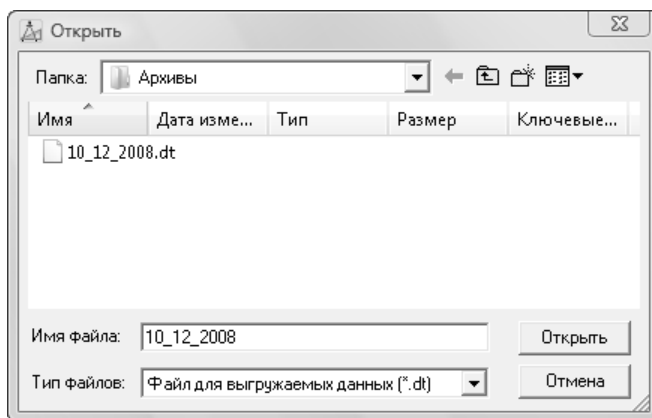 Открыть
Папка: Архивы
Имя Дата изме... Тип Размер Ключевые...
10_12_2008.dt
Имя файла: 10_12_2008 Открыть
Тип файлов: Файл для выгружаемых данных (*.dt) Отмена